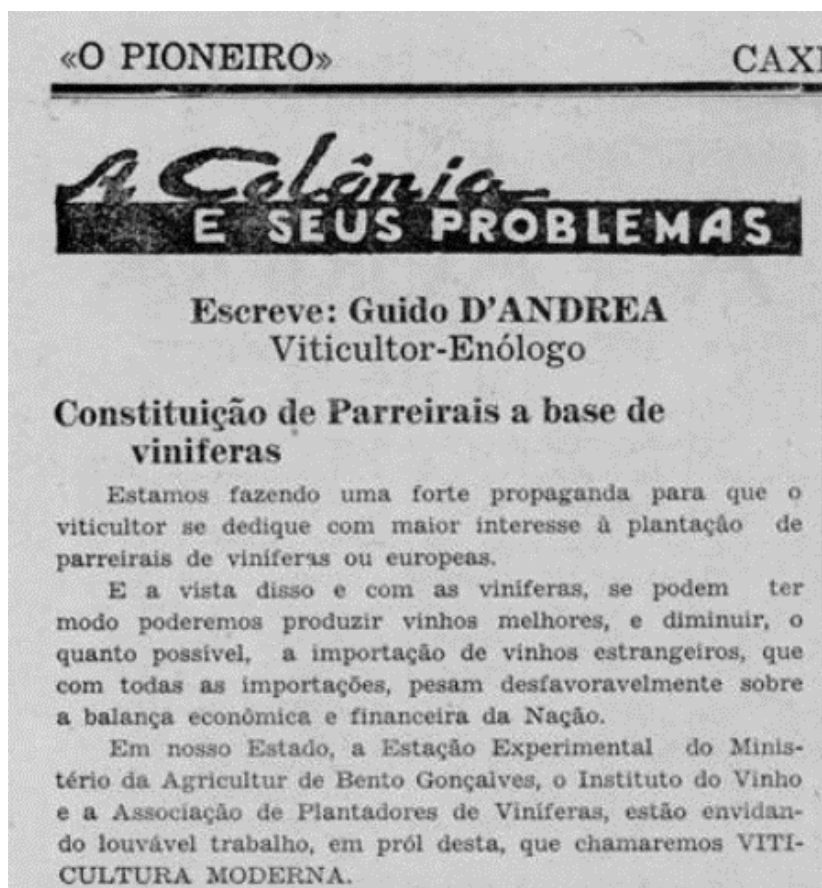 «O PIONEIRO» CAXI
A Colônia
E SEUS PROBLEMAS
Escreve: Guido D'ANDREA
Viticultor-Enólogo
Constituição de Parreirais a base de
viniferas
Estamos fazendo uma forte propaganda para que o
viticultor se dedique com maior interesse à plantação de
parreirais de viníferas ou europeas.
E a vista disso e com as viníferas, se podem ter
modo poderemos produzir vinhos melhores, e diminuir, o
quanto possível, a importação de vinhos estrangeiros, que
com todas as importações, pesam desfavoravelmente sobre
a balança econômica e financeira da Nação.
Em nosso Estado, a Estação Experimental do Minis-
tério da Agricultur de Bento Gonçalves, o Instituto do Vinho
e a Associação de Plantadores de Viníferas, estão envidan-
do louvável trabalho, em pról desta, que chamaremos VITI-
CULTURA MODERNA.